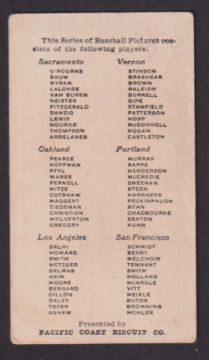 This Series of Baseball Pictures con-
sists of the following players:
Sacramento
O'ROURKE
BAUM
BYRAM
LALONGE
VAN BUREN
HEISTER
FITZGERALD
DANZIG
LEWIS
NOURSE
THOMPSON
ARRELANES
Vernon
STINSON
BRASHEAR
BROWN
RALEIGH
BURRELL
GIPE
STAMFIELD
PATTERSON
HOSP
McDONNELL
HOGAN
CASTLETON
Oakland
PEARCE
HOFFMAN
PFYL
WARES
PERNOLL
MITZE
CUTSHAW
MAGGERT
TIEDEMAN
CHRISTIAN
WOLVERTON
GREGORY
Portland
MURRAY
RAPPS
HENDERSON
McCREDIE
SHEEHAN
STEEN
HARKNESS
PECKINPAUGH
RYAN
CHADBOURNE
SEATON
KUHN
Los Angeles
DELHI
HOWARD
SMITH
METZGER
DELMAS
AKIN
MOORE
BERNARD
DILLON
DALEY
TOZER
AGNEW
San Francisco
SCHMIDT
BERRY
MELCHOIR
TENNANT
SMITH
HOLLAND
McARDLE
VITT
MEIKLE
SUTOR
BROWNING
MOHLER
Presented by
PACIFIC COAST BISCUIT CO.